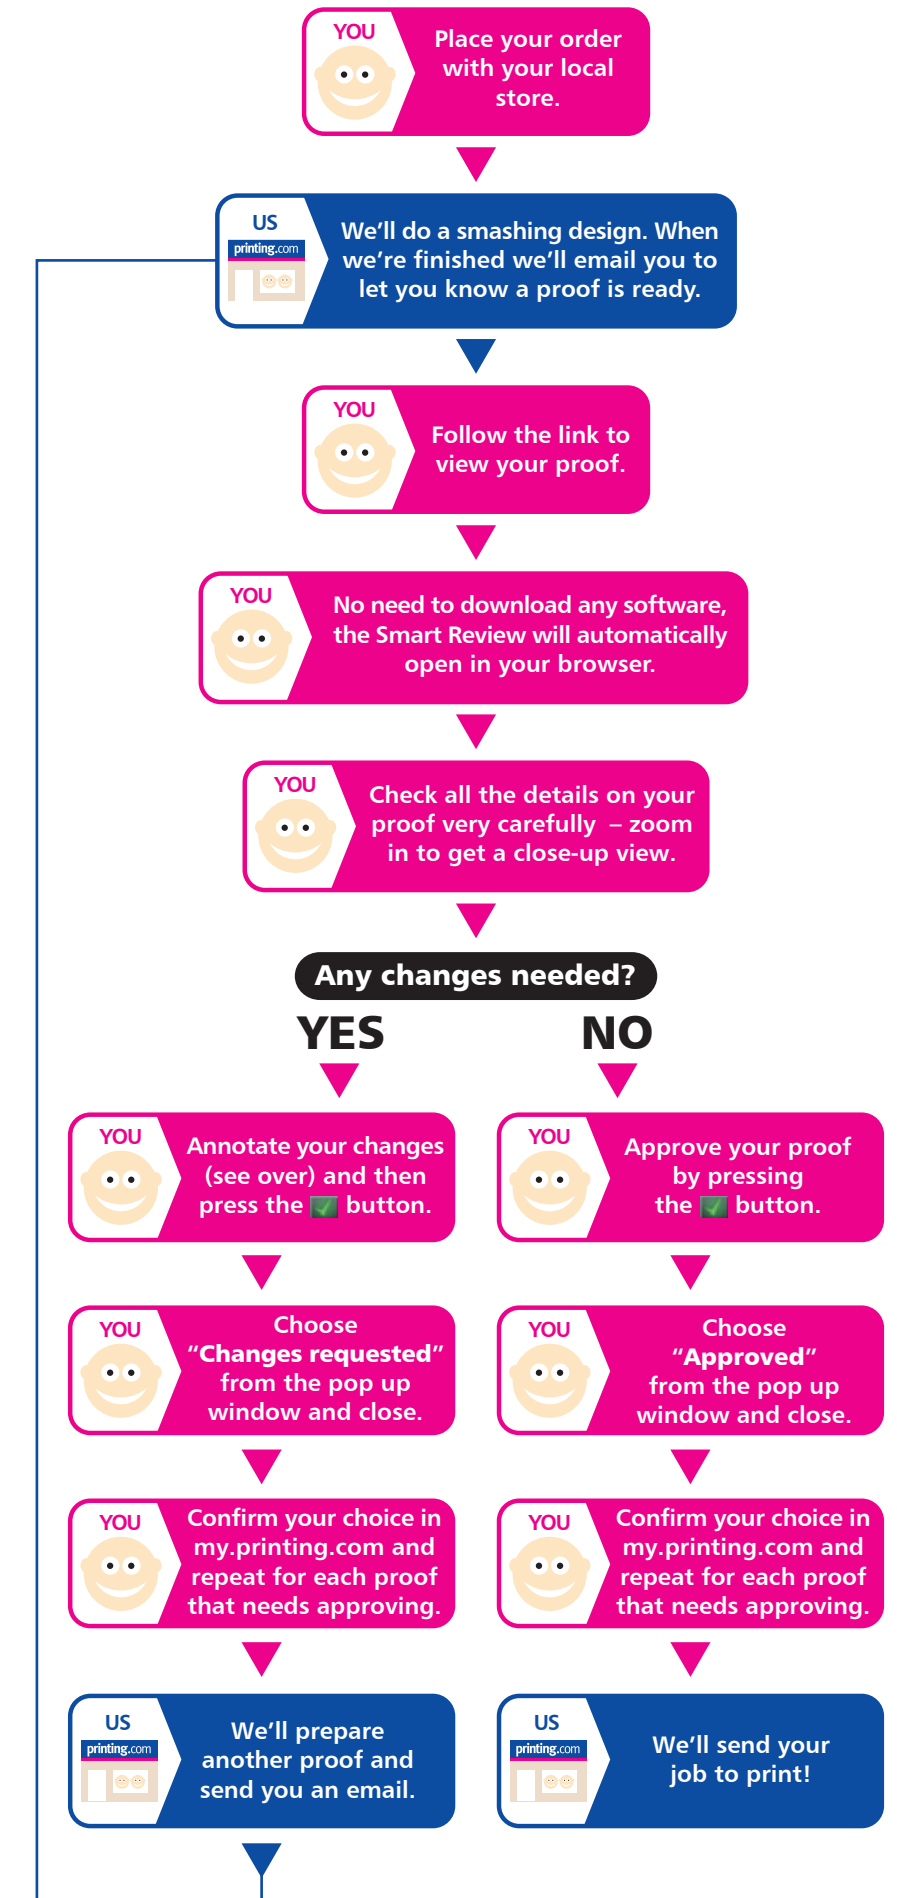 YOU
Place your order
with your local
store.
US
printing.com
We’ll do a smashing design. When
we’re finished we’ll email you to
let you know a proof is ready.
YOU
Follow the link to
view your proof.
YOU
No need to download any software,
the Smart Review will automatically
open in your browser.
YOU
Check all the details on your
proof very carefully – zoom
in to get a close-up view.
Any changes needed?
YES
NO
YOU
Annotate your changes
(see over) and then
press the button.
YOU
Approve your proof
by pressing
the button.
YOU
Choose
“Changes requested”
from the pop up
window and close.
YOU
Choose
“Approved”
from the pop up
window and close.
YOU
Confirm your choice in
my.printing.com and
repeat for each proof
that needs approving.
YOU
Confirm your choice in
my.printing.com and
repeat for each proof
that needs approving.
US
printing.com
We’ll prepare
another proof and
send you an email.
US
printing.com
We’ll send your
job to print!